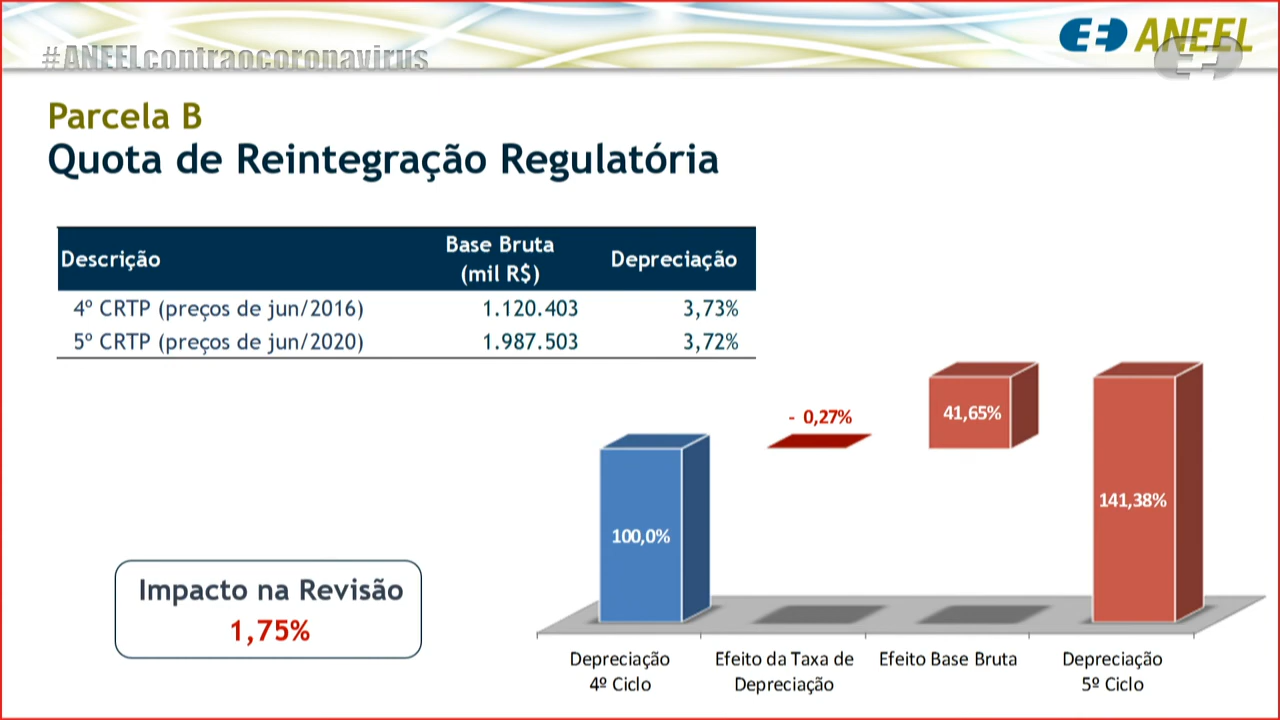 #ANEELcontraocoronavirus
ANEEL
Parcela B
Quota de Reintegração Regulatória
Descrição Base Bruta (mil R$) Depreciação
4º CRTP (preços de jun/2016) 1.120.403 3,73%
5º CRTP (preços de jun/2020) 1.987.503 3,72%
- 0,27%
41,65%
141,38%
100,0%
Impacto na Revisão
1,75%
Depreciação
4º Ciclo
Efeito da Taxa de
Depreciação
Efeito Base Bruta
Depreciação
5º Ciclo